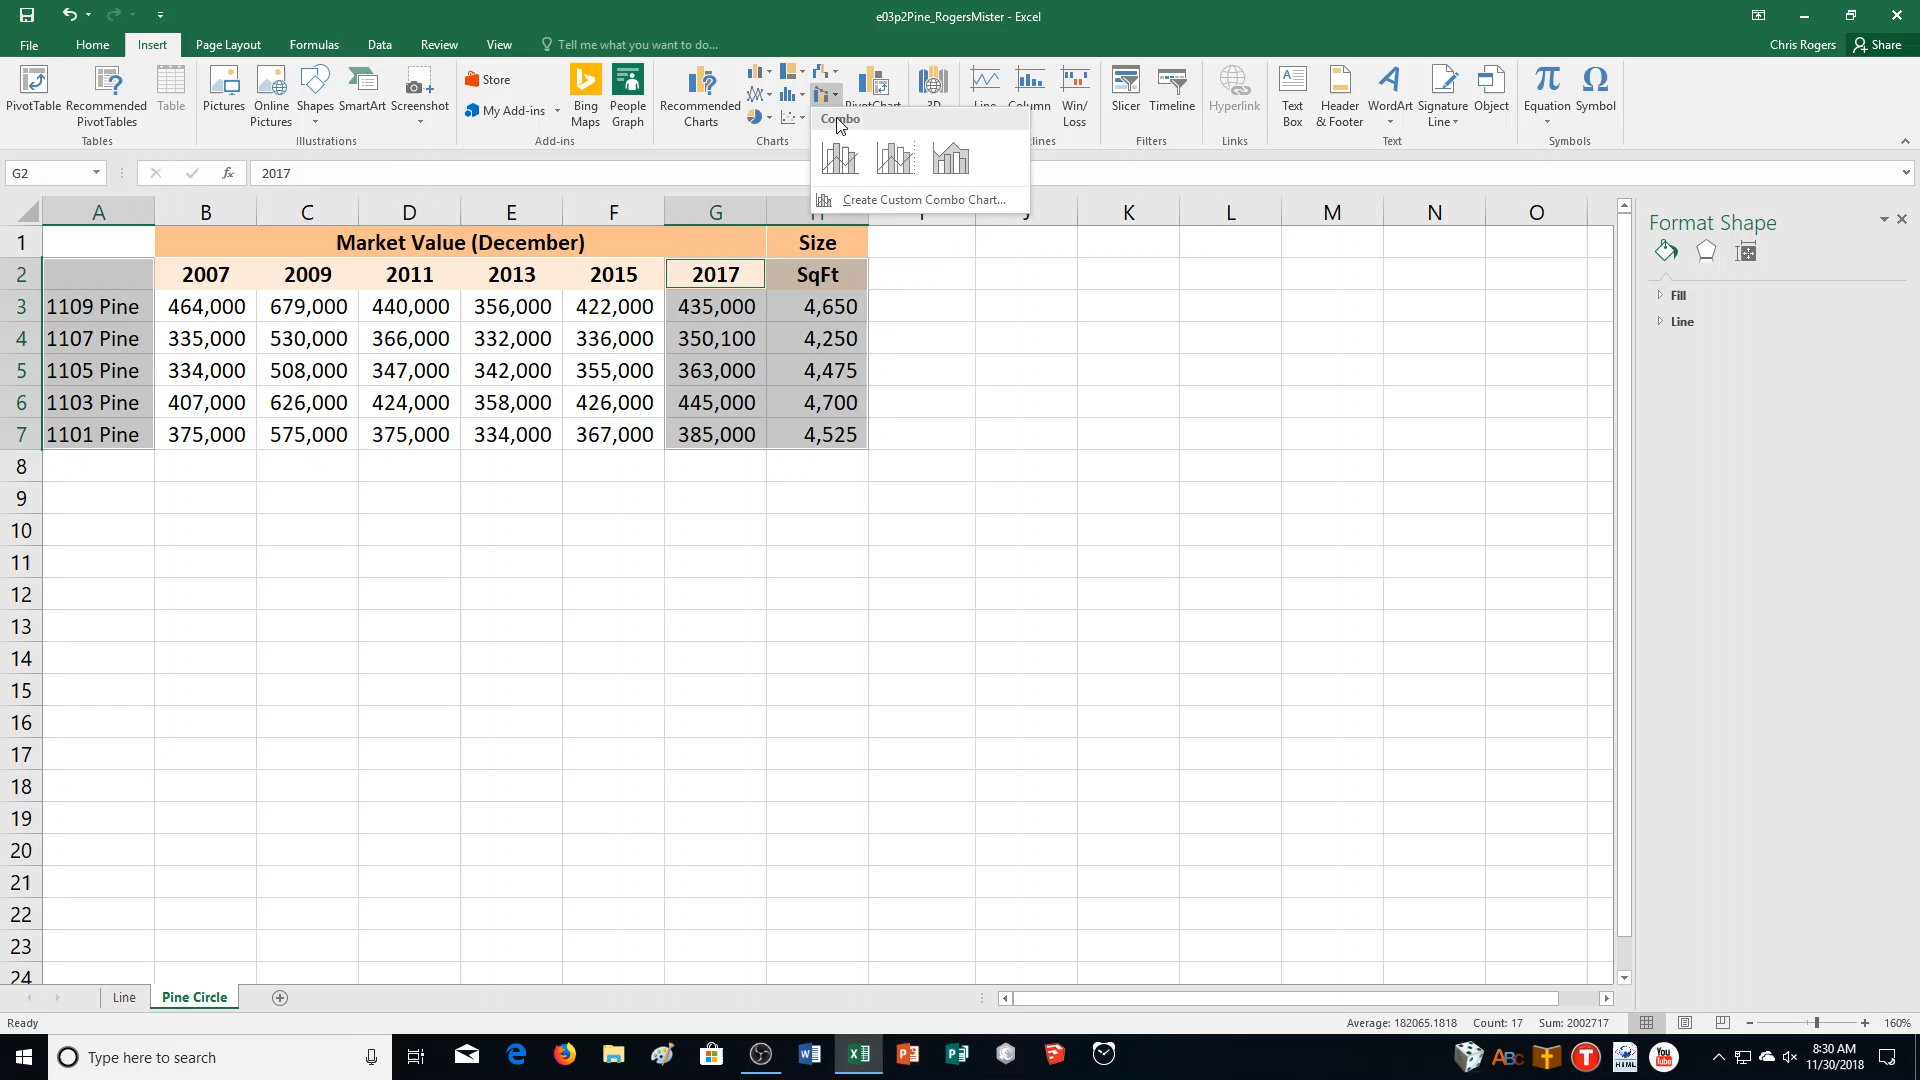 e03p2Pine_RogersMister - Excel
File Home Insert Page Layout Formulas Data Review View Tell me what you want to do... Chris Rogers Share
PivotTable Recommended PivotTables Table
Pictures Online Pictures Shapes SmartArt Screenshot
Store
My Add-ins
Bing Maps People Graph
Recommended Charts
PivotChart 3D
Line Column Win/Loss
Slicer Timeline Hyperlink
Text Box Header & Footer WordArt Signature Line Object
Equation Symbol
Tables Illustrations Add-ins Charts Filters Links Text Symbols
Combo
Create Custom Combo Chart...
G2 fx 2017
A B C D E F G H J K L M N O
1 Market Value (December) Size
2 2007 2009 2011 2013 2015 2017 SqFt
3 1109 Pine 464,000 679,000 440,000 356,000 422,000 435,000 4,650
4 1107 Pine 335,000 530,000 366,000 332,000 336,000 350,100 4,250
5 1105 Pine 334,000 508,000 347,000 342,000 355,000 363,000 4,475
6 1103 Pine 407,000 626,000 424,000 358,000 426,000 445,000 4,700
7 1101 Pine 375,000 575,000 375,000 334,000 367,000 385,000 4,525
8
9
10
11
12
13
14
15
16
17
18
19
20
21
22
23
24
Format Shape
Fill
Line
Line Pine Circle
Ready Average: 182065.1818 Count: 17 Sum: 2002717 160%
Type here to search
8:30 AM
11/30/2018